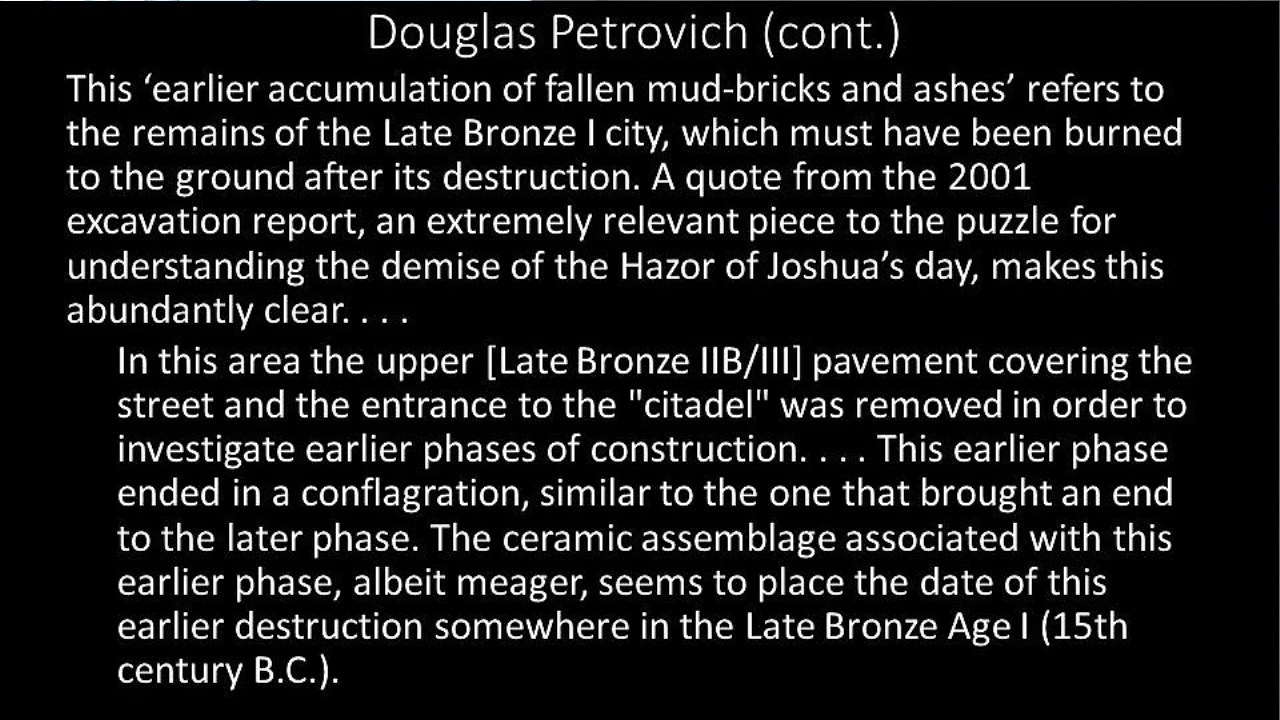 Douglas Petrovich (cont.)
This ‘earlier accumulation of fallen mud-bricks and ashes’ refers to
the remains of the Late Bronze I city, which must have been burned
to the ground after its destruction. A quote from the 2001
excavation report, an extremely relevant piece to the puzzle for
understanding the demise of the Hazor of Joshua’s day, makes this
abundantly clear. . . .
In this area the upper [Late Bronze IIB/III] pavement covering the
street and the entrance to the "citadel" was removed in order to
investigate earlier phases of construction. . . . This earlier phase
ended in a conflagration, similar to the one that brought an end
to the later phase. The ceramic assemblage associated with this
earlier phase, albeit meager, seems to place the date of this
earlier destruction somewhere in the Late Bronze Age I (15th
century B.C.).